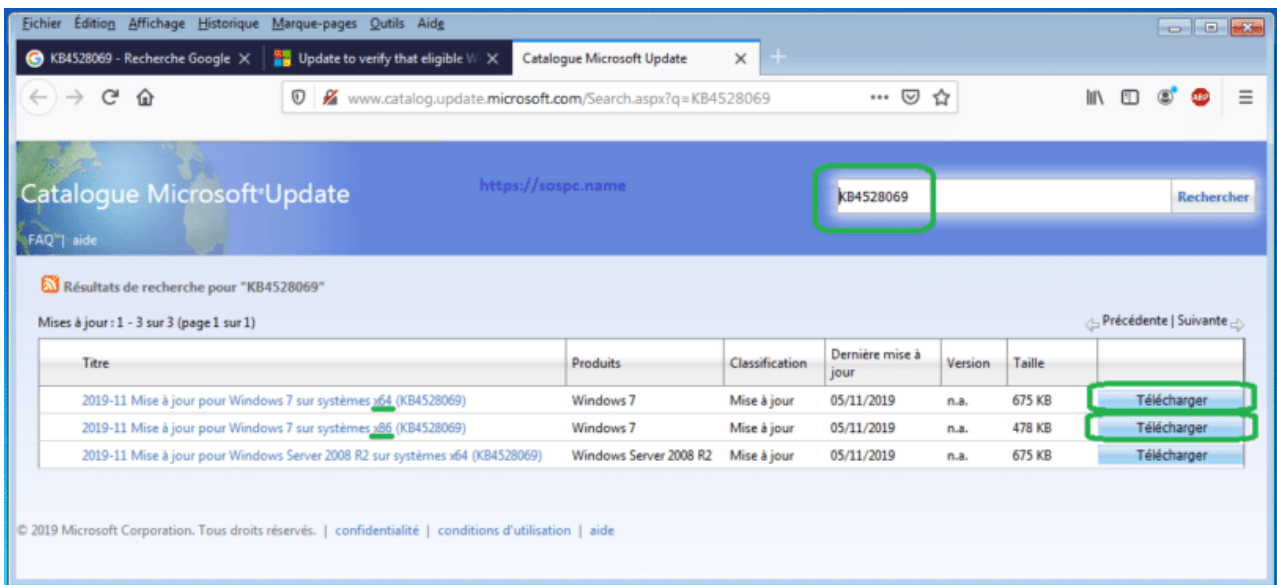 Fichier Édition Affichage Historique Marque-pages Outils Aide
KB4528069 - Recherche Google
Update to verify that eligible W
Catalogue Microsoft Update
www.catalog.update.microsoft.com/Search.aspx?q=KB4528069
ABP
Catalogue Microsoft® Update
https://sospc.name
KB4528069
Rechercher
FAQ | aide
Résultats de recherche pour "KB4528069"
Mises à jour : 1 - 3 sur 3 (page 1 sur 1)
Précédente | Suivante
Titre Produits Classification Dernière mise à jour Version Taille
2019-11 Mise à jour pour Windows 7 sur systèmes x64 (KB4528069) Windows 7 Mise à jour 05/11/2019 n.a. 675 KB Télécharger
2019-11 Mise à jour pour Windows 7 sur systèmes x86 (KB4528069) Windows 7 Mise à jour 05/11/2019 n.a. 478 KB Télécharger
2019-11 Mise à jour pour Windows Server 2008 R2 sur systèmes x64 (KB4528069) Windows Server 2008 R2 Mise à jour 05/11/2019 n.a. 675 KB Télécharger
© 2019 Microsoft Corporation. Tous droits réservés. | confidentialité | conditions d'utilisation | aide